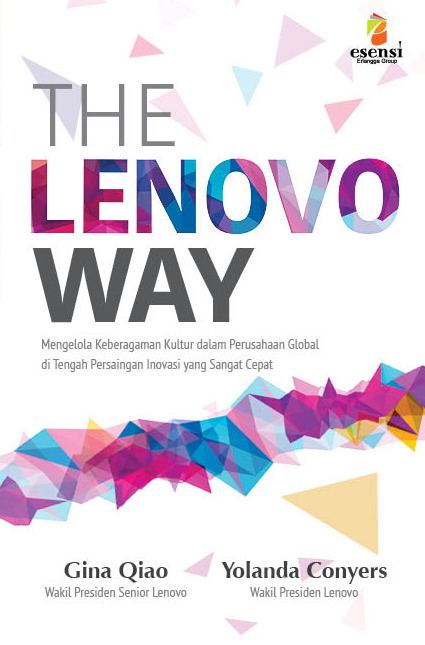 esensi
Erlangga Group
THE
LENOVO
WAY
Mengelola Keberagaman Kultur dalam Perusahaan Global
di Tengah Persaingan Inovasi yang Sangat Cepat
Gina Qiao Yolanda Conyers
Wakil Presiden Senior Lenovo Wakil Presiden Lenovo